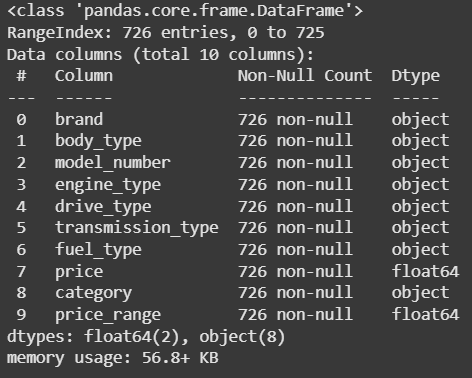 <class 'pandas.core.frame.DataFrame'>
RangeIndex: 726 entries, 0 to 725
Data columns (total 10 columns):
 #   Column             Non-Null Count  Dtype
---  ------             --------------  -----
 0   brand              726 non-null    object
 1   body_type          726 non-null    object
 2   model_number       726 non-null    object
 3   engine_type        726 non-null    object
 4   drive_type         726 non-null    object
 5   transmission_type  726 non-null    object
 6   fuel_type          726 non-null    object
 7   price              726 non-null    float64
 8   category           726 non-null    object
 9   price_range        726 non-null    float64
dtypes: float64(2), object(8)
memory usage: 56.8+ KB